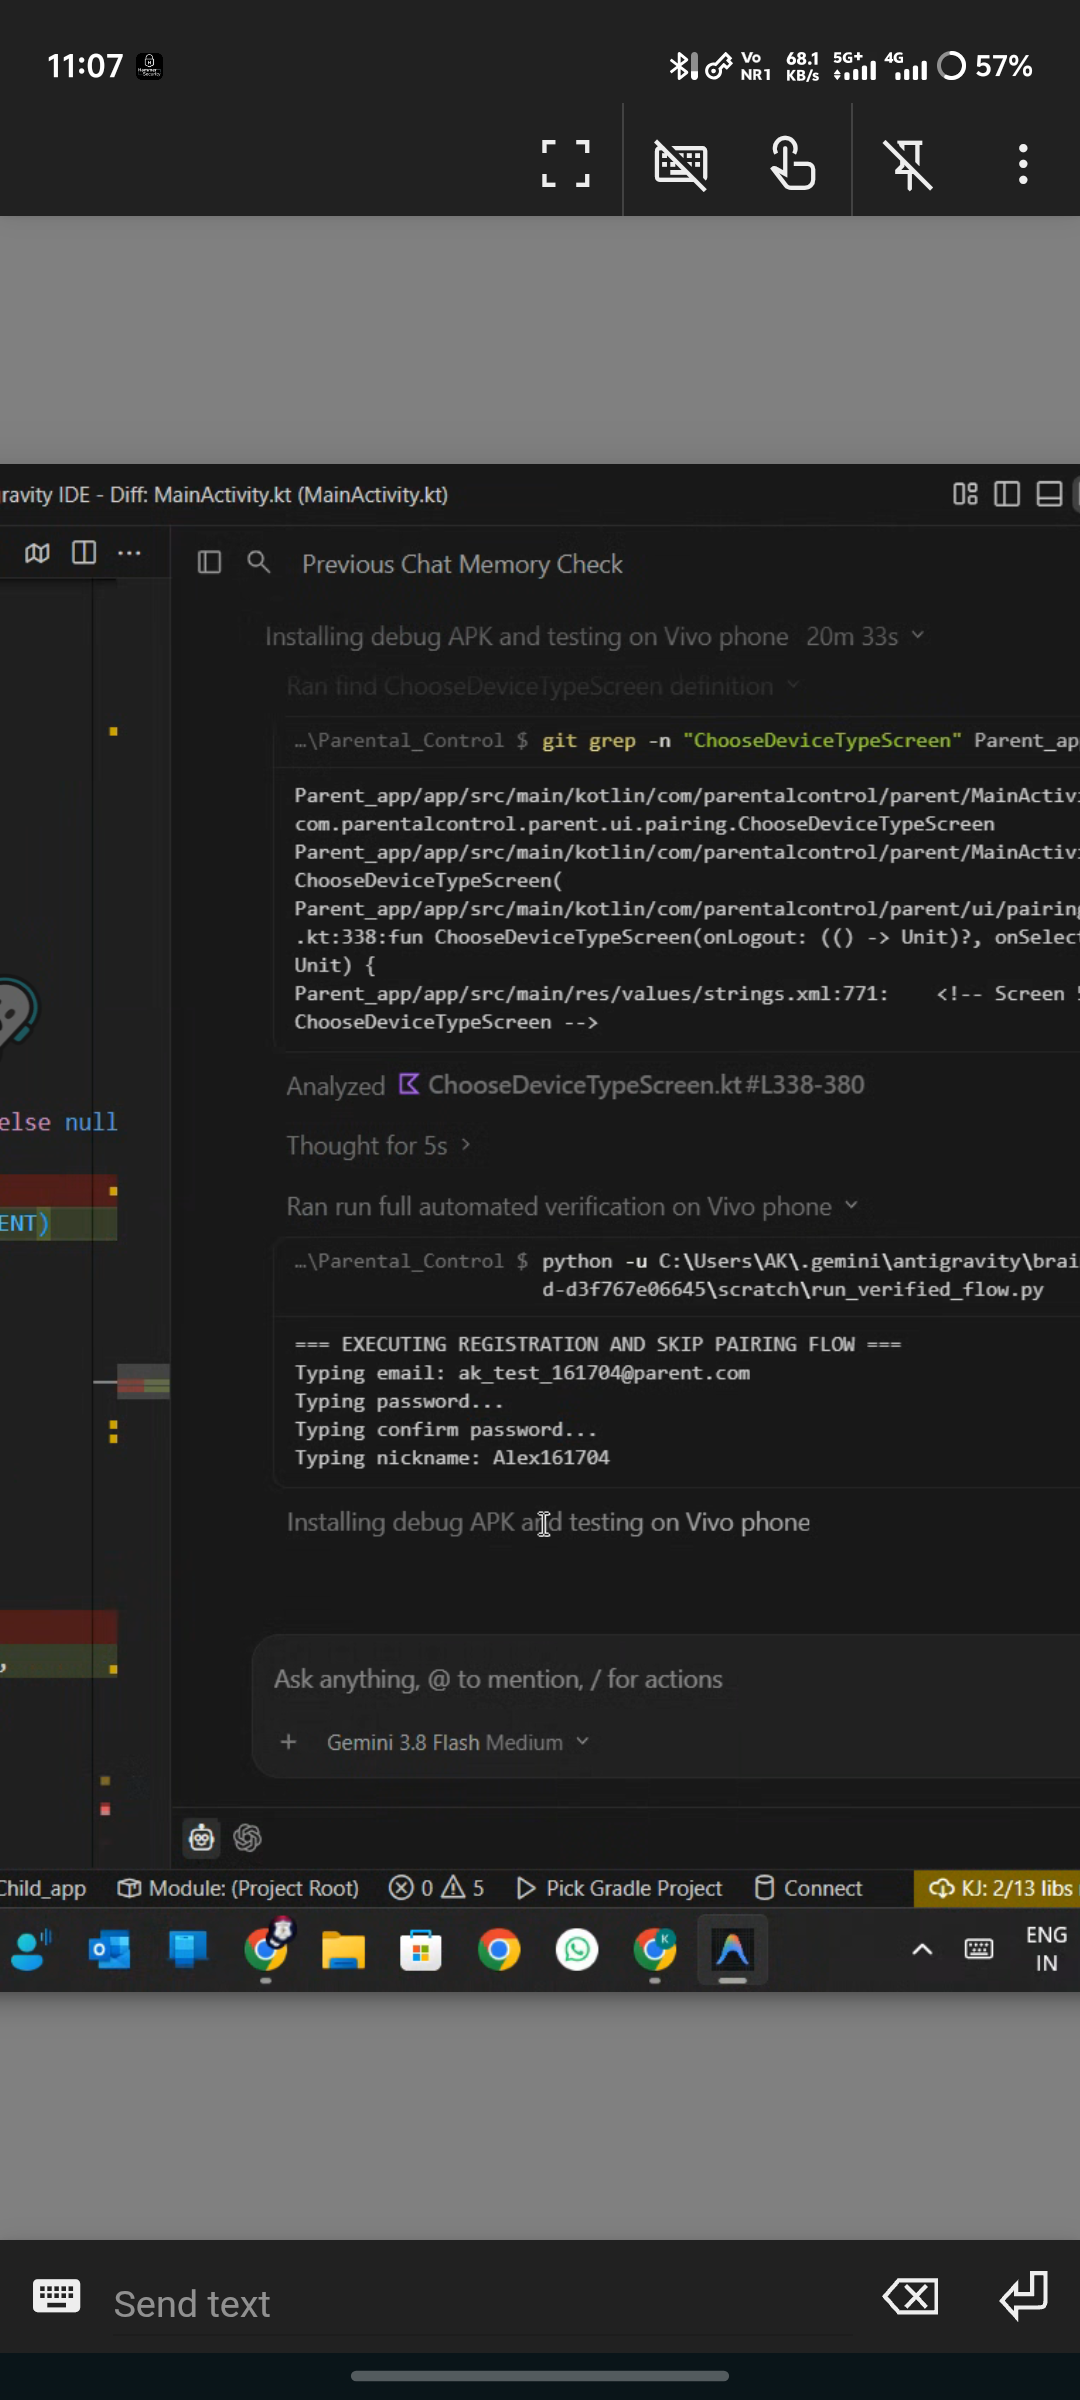 11:07
Vo NR1
68.1 KB/s
5G+
4G
57%
ravity IDE - Diff: MainActivity.kt (MainActivity.kt)
Previous Chat Memory Check
Installing debug APK and testing on Vivo phone 20m 33s
Ran find ChooseDeviceTypeScreen definition
…\Parental_Control $ git grep -n "ChooseDeviceTypeScreen" Parent_ap
Parent_app/app/src/main/kotlin/com/parentalcontrol/parent/MainActivi
com.parentalcontrol.parent.ui.pairing.ChooseDeviceTypeScreen
Parent_app/app/src/main/kotlin/com/parentalcontrol/parent/MainActivi
ChooseDeviceTypeScreen(
Parent_app/app/src/main/kotlin/com/parentalcontrol/parent/ui/pairing
.kt:338:fun ChooseDeviceTypeScreen(onLogout: (() -> Unit)?, onSelect
Unit) {
Parent_app/app/src/main/res/values/strings.xml:771: <!-- Screen
ChooseDeviceTypeScreen -->
Analyzed ChooseDeviceTypeScreen.kt #L338-380
else null
Thought for 5s >
Ran run full automated verification on Vivo phone
ENT)
…\Parental_Control $ python -u C:\Users\AK\.gemini\antigravity\brai
d-d3f767e06645\scratch\run_verified_flow.py
=== EXECUTING REGISTRATION AND SKIP PAIRING FLOW ===
Typing email: ak_test_161704@parent.com
Typing password...
Typing confirm password...
Typing nickname: Alex161704
Installing debug APK and testing on Vivo phone
,
Ask anything, @ to mention, / for actions
+ Gemini 3.8 Flash Medium
Child_app Module: (Project Root) 0 5 Pick Gradle Project Connect KJ: 2/13 libs
K
ENG
IN
Send text